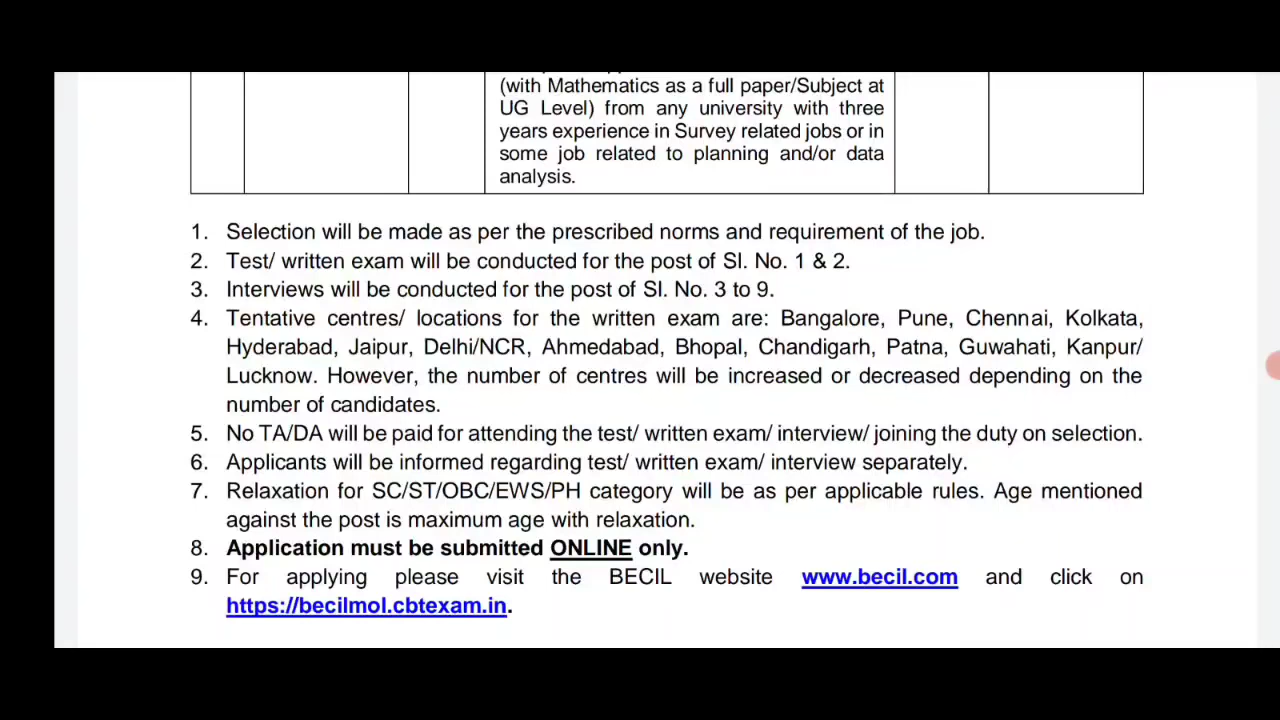 (with Mathematics as a full paper/Subject at
UG Level) from any university with three
years experience in Survey related jobs or in
some job related to planning and/or data
analysis.
1. Selection will be made as per the prescribed norms and requirement of the job.
2. Test/ written exam will be conducted for the post of SI. No. 1 & 2.
3. Interviews will be conducted for the post of SI. No. 3 to 9.
4. Tentative centres/ locations for the written exam are: Bangalore, Pune, Chennai, Kolkata,
Hyderabad, Jaipur, Delhi/NCR, Ahmedabad, Bhopal, Chandigarh, Patna, Guwahati, Kanpur/
Lucknow. However, the number of centres will be increased or decreased depending on the
number of candidates.
5. No TA/DA will be paid for attending the test/ written exam/ interview/ joining the duty on selection.
6. Applicants will be informed regarding test/ written exam/ interview separately.
7. Relaxation for SC/ST/OBC/EWS/PH category will be as per applicable rules. Age mentioned
against the post is maximum age with relaxation.
8. Application must be submitted ONLINE only.
9. For applying please visit the BECIL website www.becil.com and click on
https://becilmol.cbtexam.in.